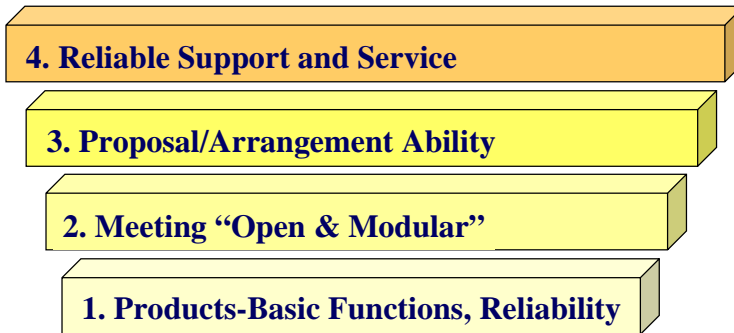 4. Reliable Support and Service
3. Proposal/Arrangement Ability
2. Meeting “Open & Modular”
1. Products-Basic Functions, Reliability